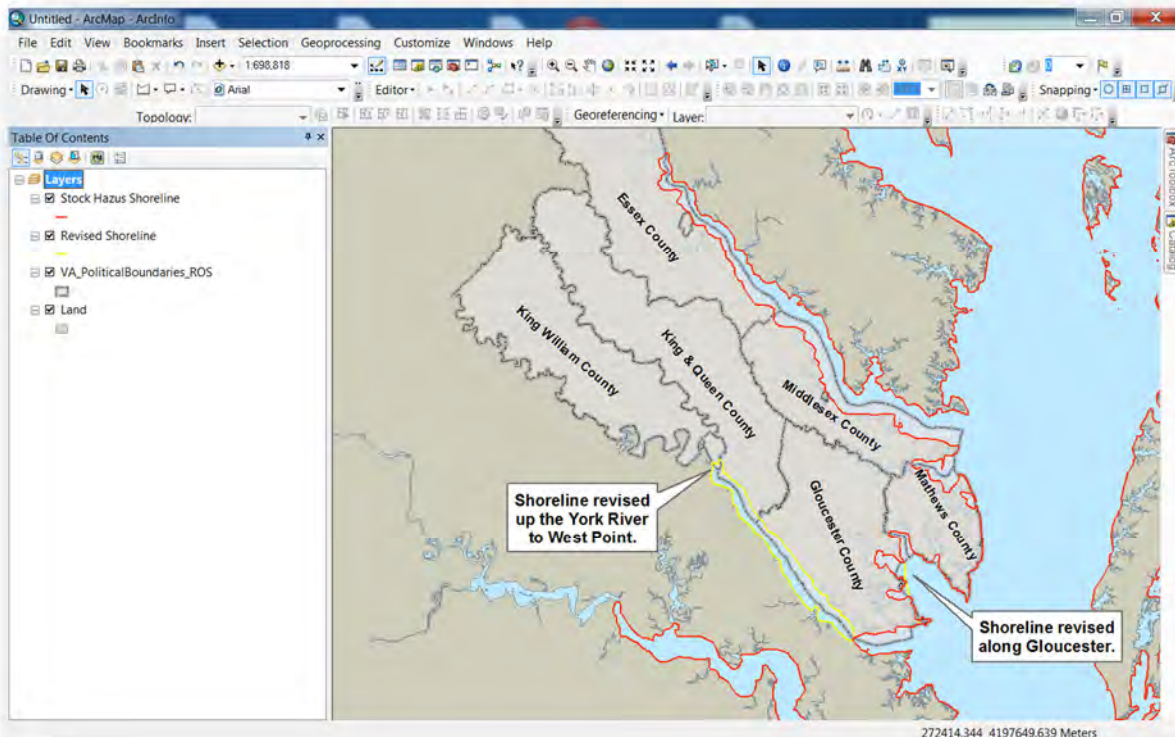 Untitled - ArcMap - ArcInfo
File Edit View Bookmarks Insert Selection Geoprocessing Customize Windows Help
1:698,818
Drawing Arial Editor Snapping
Topology: Georeferencing Layer:
Table Of Contents
Layers
Stock Hazus Shoreline
Revised Shoreline
VA_PoliticalBoundaries_ROS
Land
Essex County
King William County
King & Queen County
Middlesex County
Gloucester County
Mathews County
Shoreline revised
up the York River
to West Point.
Shoreline revised
along Gloucester.
ArcToolbox
Catalog
272414.344 4197649.639 Meters